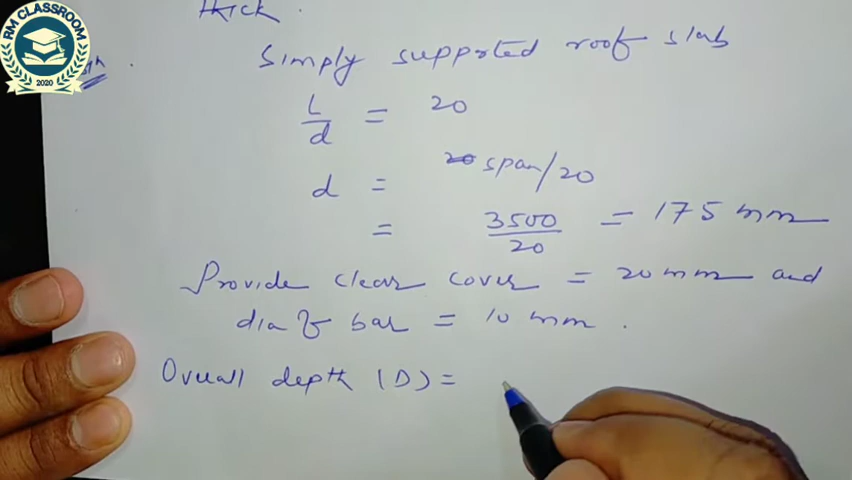 RM CLASSROOM
2020
Thick.
Simply supported roof slab
L/d = 20
d = span/20
= 3500/20 = 175 mm
Provide clear cover = 20 mm and
dia of bar = 10 mm.
Overall depth (D) =